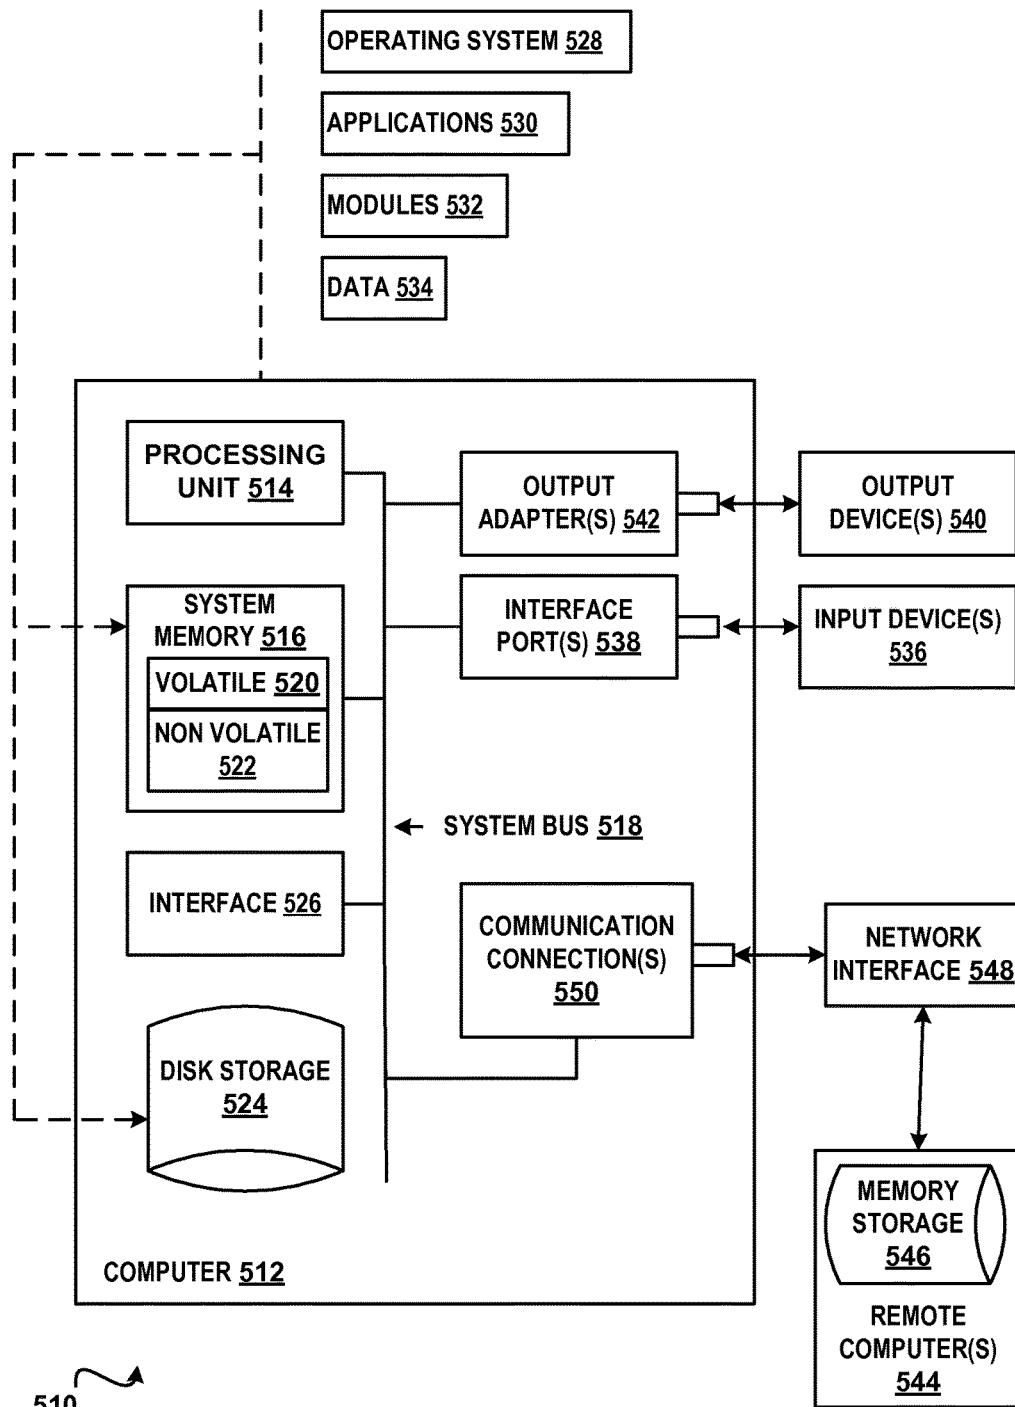 OPERATING SYSTEM 528
APPLICATIONS 530
MODULES 532
DATA 534
PROCESSING
UNIT 514
OUTPUT
ADAPTER(S) 542
OUTPUT
DEVICE(S) 540
SYSTEM
MEMORY 516
VOLATILE 520
NON VOLATILE
522
INTERFACE
PORT(S) 538
INPUT DEVICE(S)
536
SYSTEM BUS 518
INTERFACE 526
COMMUNICATION
CONNECTION(S)
550
NETWORK
INTERFACE 548
DISK STORAGE
524
MEMORY
STORAGE
546
REMOTE
COMPUTER(S)
544
COMPUTER 512
510